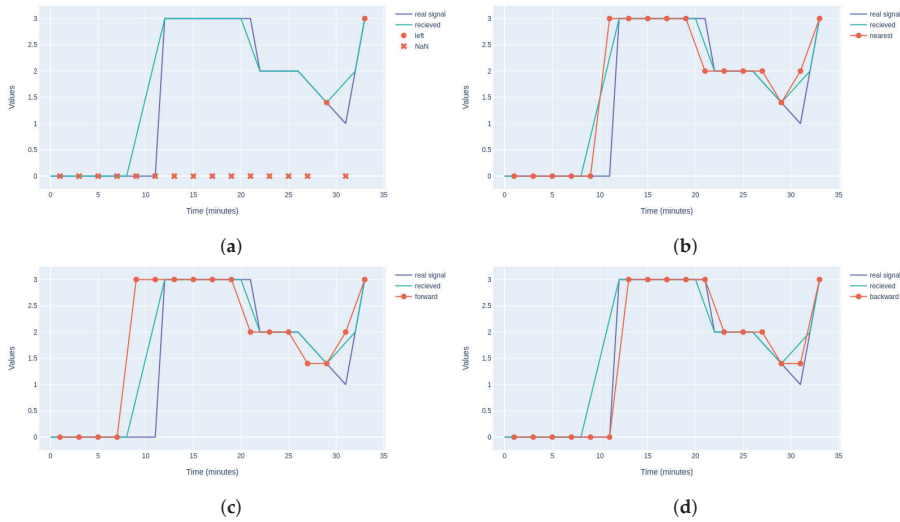 real signal
recieved
left
NaN
3
2.5
2
1.5
1
0.5
0
Values
0 5 10 15 20 25 30 35
Time (minutes)
(a)
real signal
recieved
nearest
3
2.5
2
1.5
1
0.5
0
Values
0 5 10 15 20 25 30 35
Time (minutes)
(b)
real signal
recieved
forward
3
2.5
2
1.5
1
0.5
0
Values
0 5 10 15 20 25 30 35
Time (minutes)
(c)
real signal
recieved
backward
3
2.5
2
1.5
1
0.5
0
Values
0 5 10 15 20 25 30 35
Time (minutes)
(d)